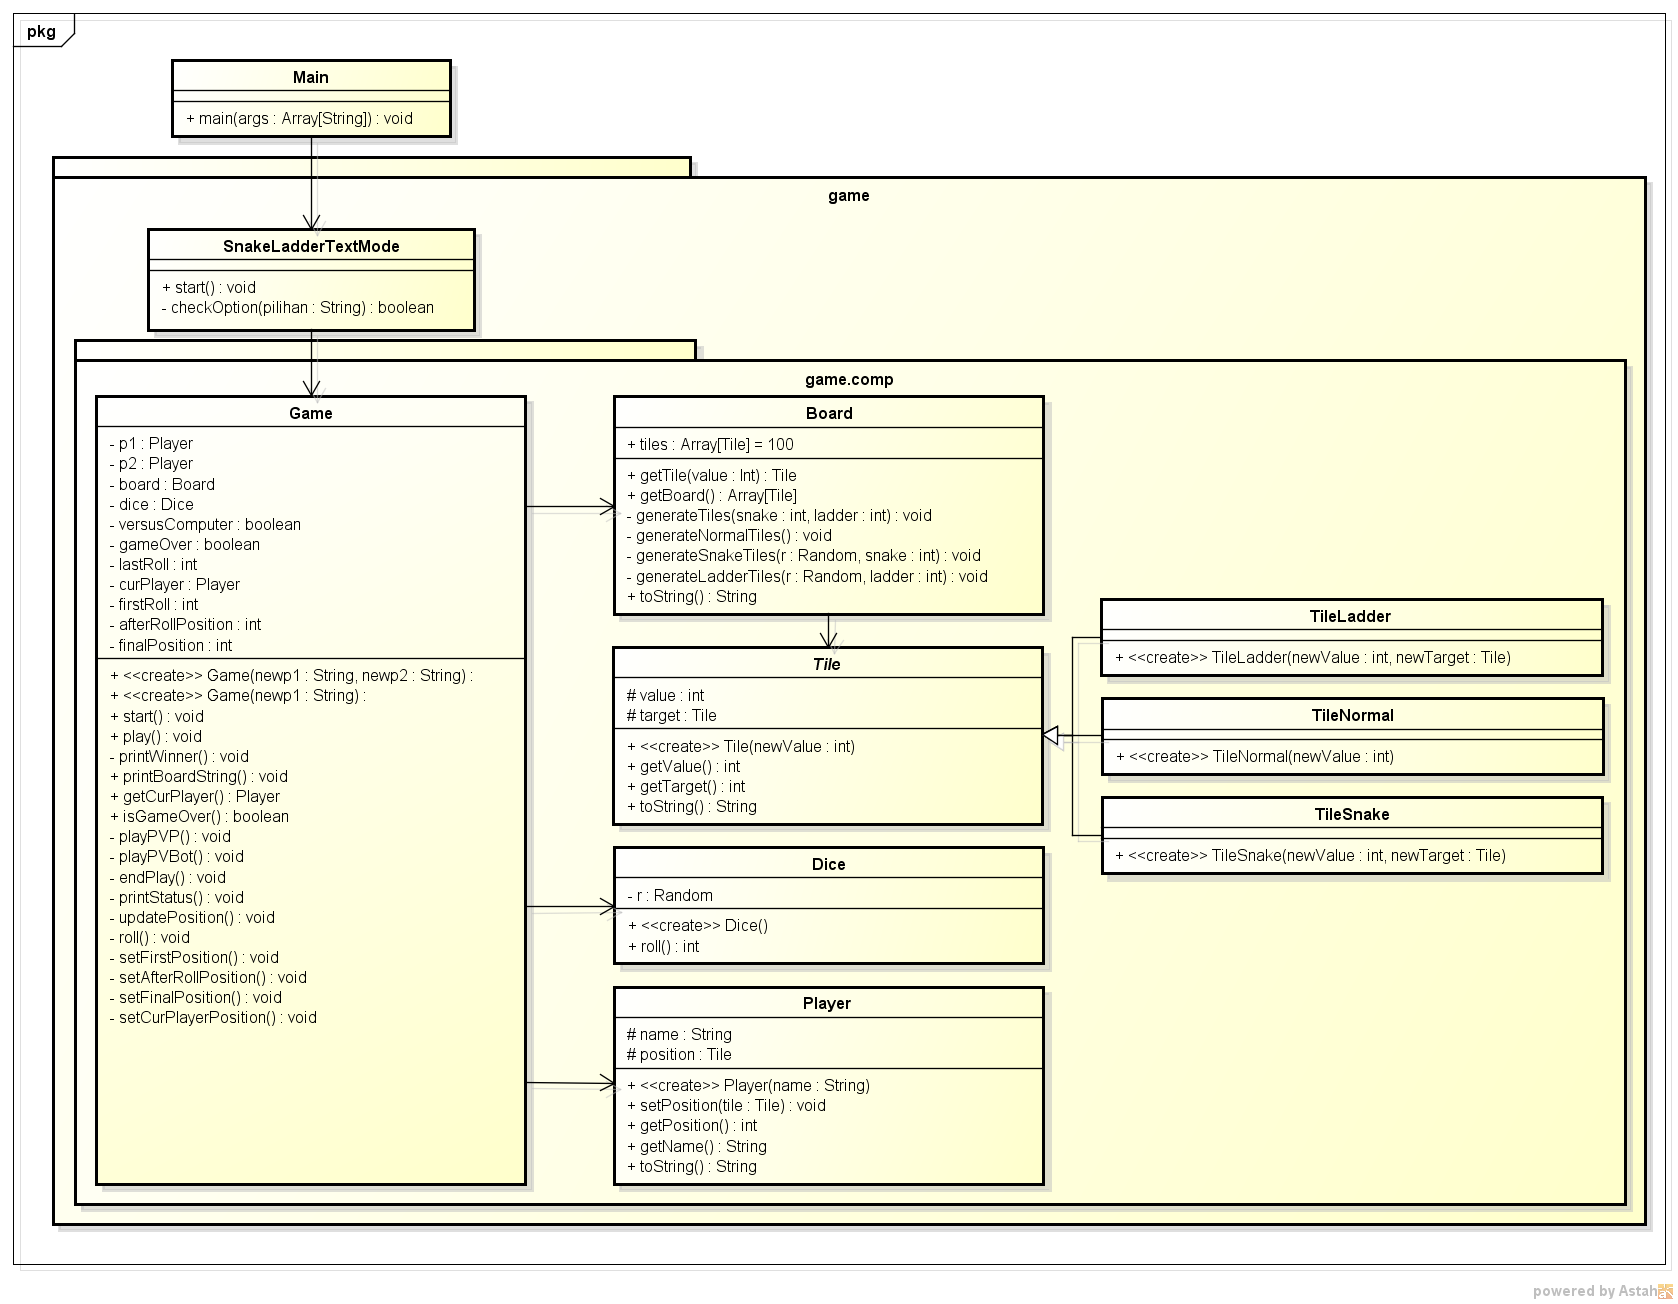 pkg
Main
+ main(args : Array[String]) : void
game
SnakeLadderTextMode
+ start() : void
- checkOption(pilihan : String) : boolean
game.comp
Game
- p1 : Player
- p2 : Player
- board : Board
- dice : Dice
- versusComputer : boolean
- gameOver : boolean
- lastRoll : int
- curPlayer : Player
- firstRoll : int
- afterRollPosition : int
- finalPosition : int
+ <<create>> Game(newp1 : String, newp2 : String) :
+ <<create>> Game(newp1 : String) :
+ start() : void
+ play() : void
- printWinner() : void
+ printBoardString() : void
+ getCurPlayer() : Player
+ isGameOver() : boolean
- playPVP() : void
- playPVBot() : void
- endPlay() : void
- printStatus() : void
- updatePosition() : void
- roll() : void
- setFirstPosition() : void
- setAfterRollPosition() : void
- setFinalPosition() : void
- setCurPlayerPosition() : void
Board
+ tiles : Array[Tile] = 100
+ getTile(value : Int) : Tile
+ getBoard() : Array[Tile]
- generateTiles(snake : int, ladder : int) : void
- generateNormalTiles() : void
- generateSnakeTiles(r : Random, snake : int) : void
- generateLadderTiles(r : Random, ladder : int) : void
+ toString() : String
Tile
# value : int
# target : Tile
+ <<create>> Tile(newValue : int)
+ getValue() : int
+ getTarget() : int
+ toString() : String
Dice
- r : Random
+ <<create>> Dice()
+ roll() : int
Player
# name : String
# position : Tile
+ <<create>> Player(name : String)
+ setPosition(tile : Tile) : void
+ getPosition() : int
+ getName() : String
+ toString() : String
TileLadder
+ <<create>> TileLadder(newValue : int, newTarget : Tile)
TileNormal
+ <<create>> TileNormal(newValue : int)
TileSnake
+ <<create>> TileSnake(newValue : int, newTarget : Tile)
powered by Astah